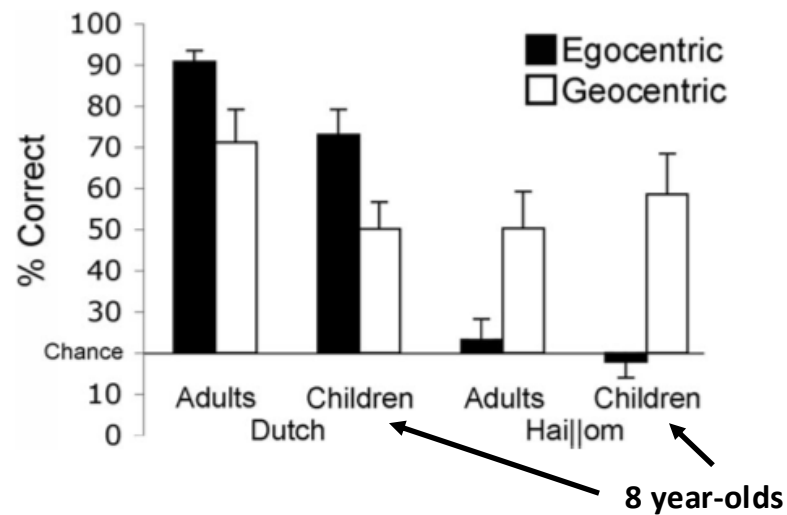 100
90
80
70
60
50
40
30
Chance
10
0
% Correct
Egocentric
Geocentric
Adults Children Adults Children
Dutch Hai||om
8 year-olds